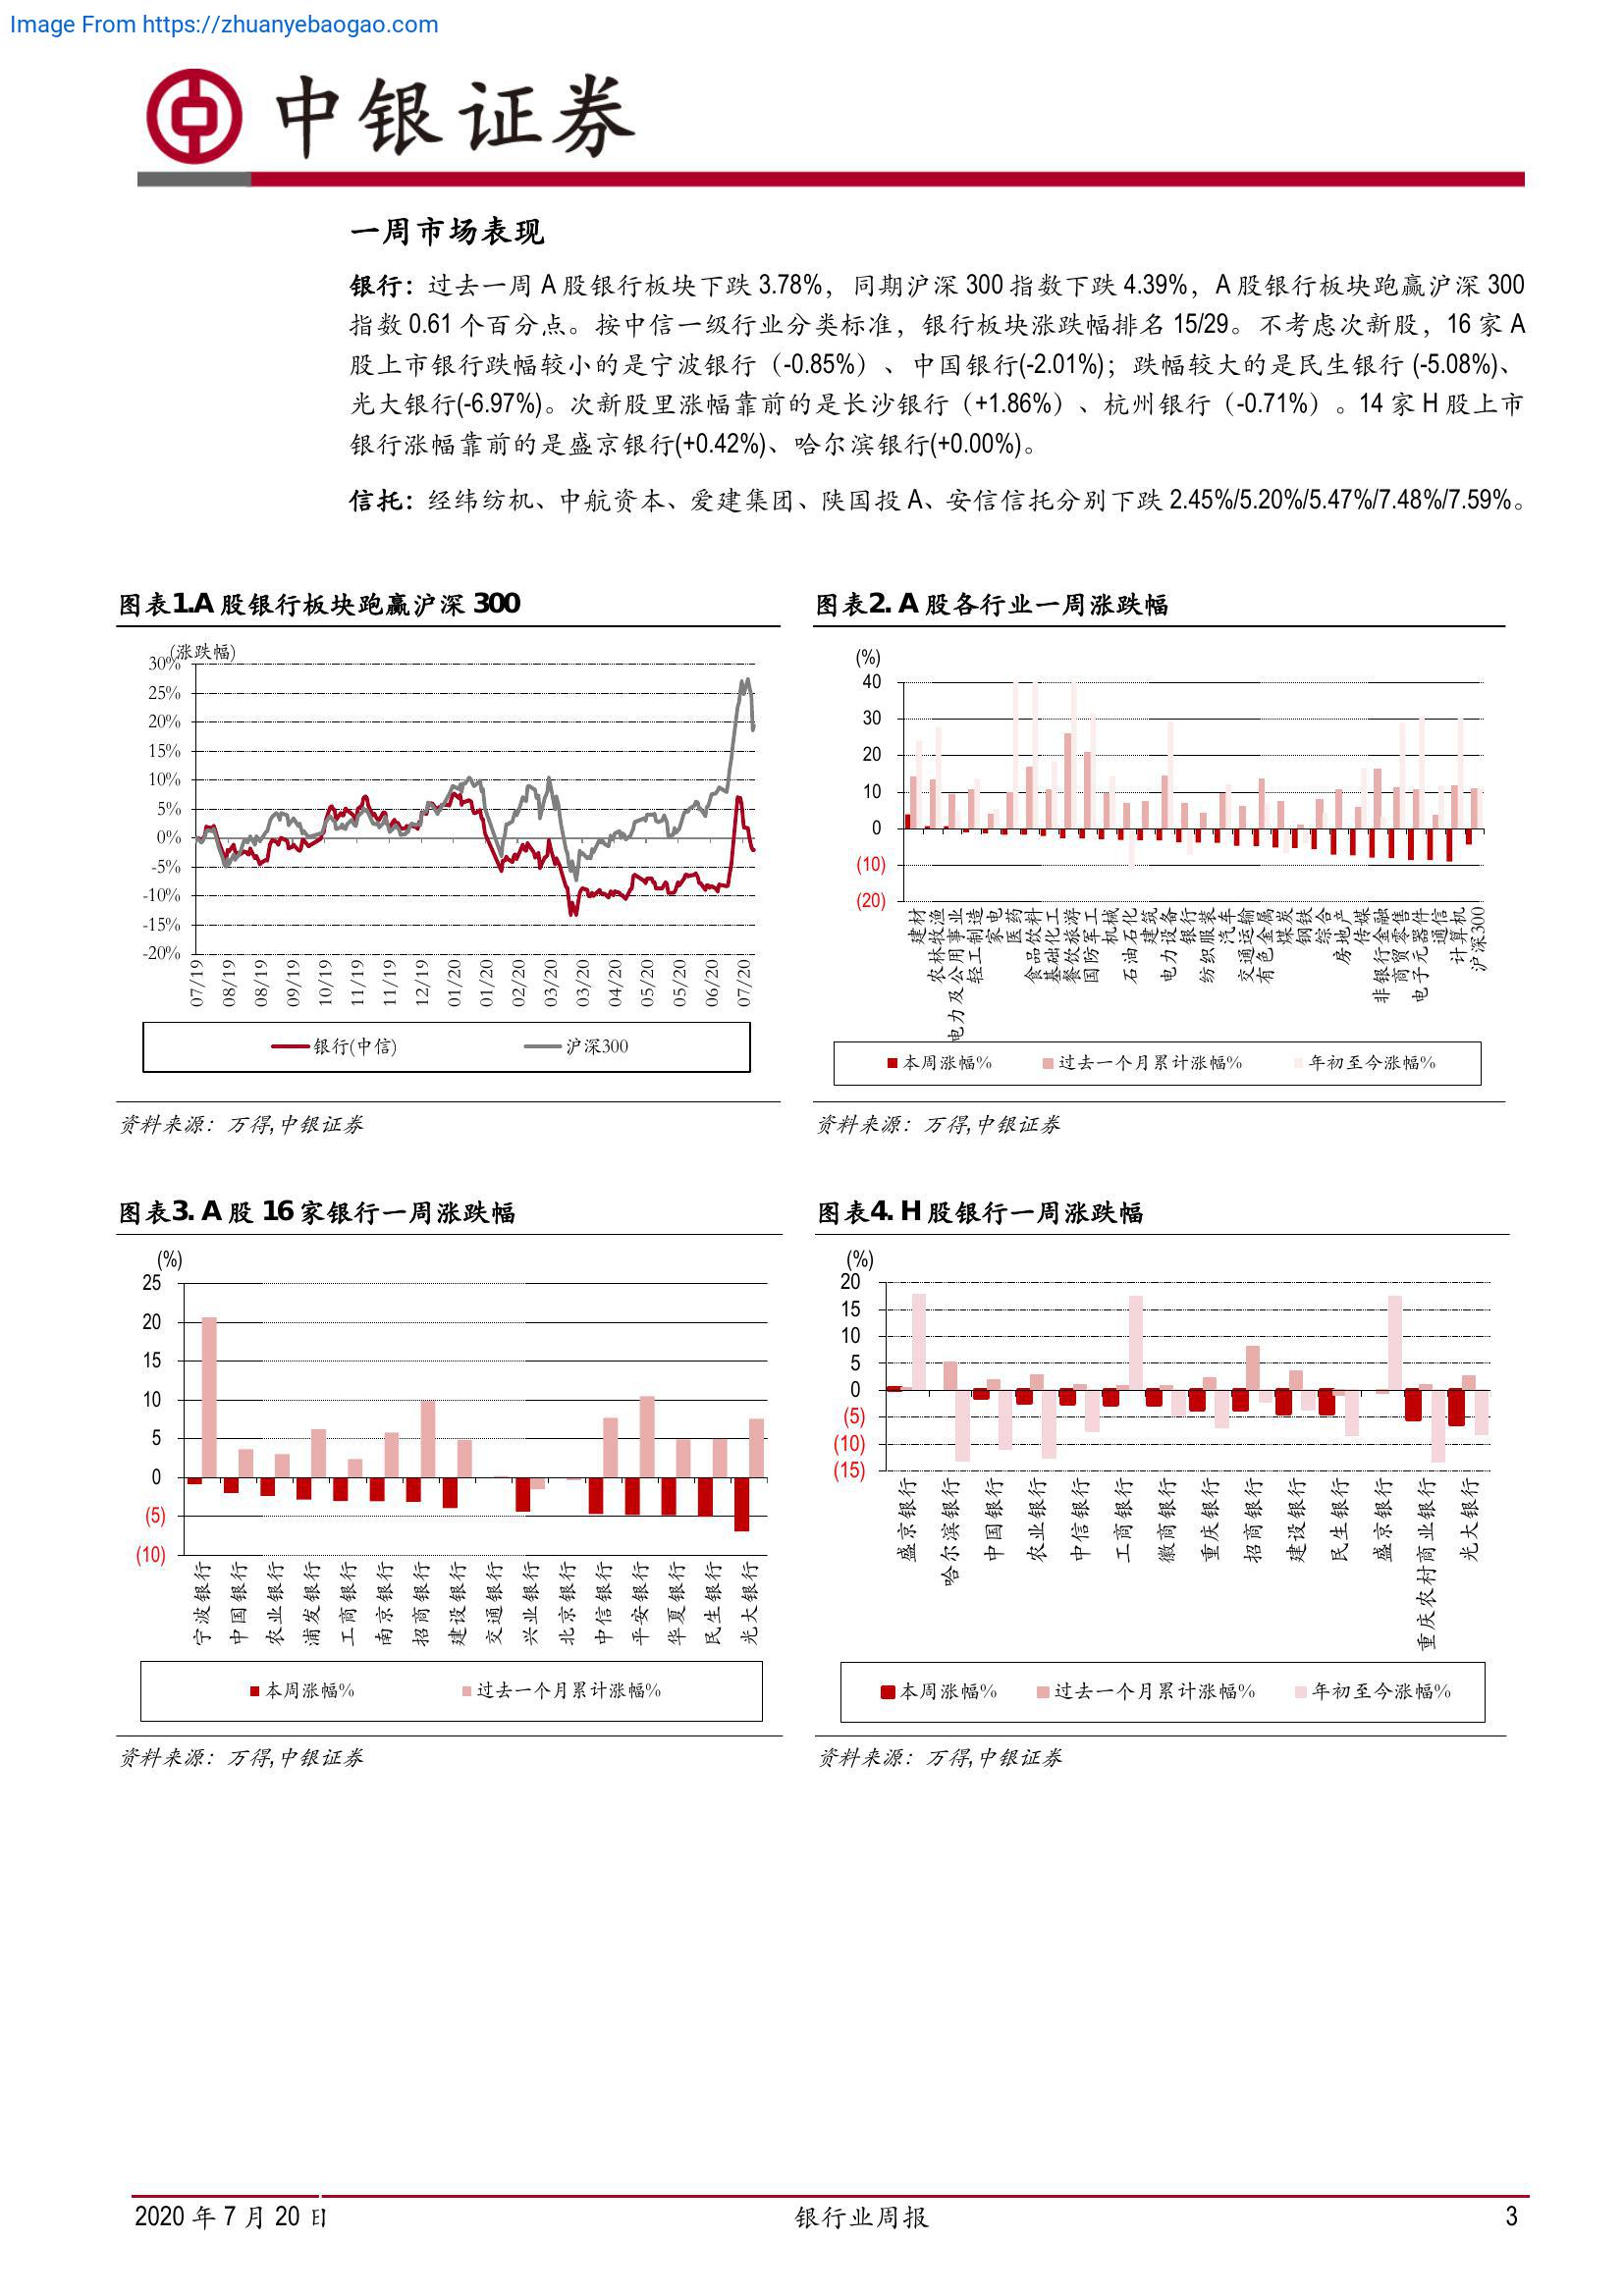 Image From https://zhuanyebaogao.com
中银证券
一周市场表现
银行：过去一周 A 股银行板块下跌 3.78%，同期沪深 300 指数下跌 4.39%，A 股银行板块跑赢沪深 300
指数 0.61 个百分点。按中信一级行业分类标准，银行板块涨跌幅排名 15/29。不考虑次新股，16 家 A
股上市银行跌幅较小的是宁波银行（-0.85%）、中国银行(-2.01%)；跌幅较大的是民生银行 (-5.08%)、
光大银行(-6.97%)。次新股里涨幅靠前的是长沙银行（+1.86%）、杭州银行（-0.71%）。14 家 H 股上市
银行涨幅靠前的是盛京银行(+0.42%)、哈尔滨银行(+0.00%)。
信托：经纬纺机、中航资本、爱建集团、陕国投 A、安信信托分别下跌 2.45%/5.20%/5.47%/7.48%/7.59%。
图表1.A 股银行板块跑赢沪深 300
(涨跌幅)
30%
25%
20%
15%
10%
5%
0%
-5%
-10%
-15%
-20%
07/19
08/19
08/19
09/19
10/19
11/19
11/19
12/19
01/20
01/20
02/20
03/20
03/20
04/20
05/20
05/20
06/20
07/20
银行(中信)
沪深300
资料来源：万得,中银证券
图表2. A 股各行业一周涨跌幅
(%)
40
30
20
10
0
(10)
(20)
建材
农林牧渔
电力及公用事业
轻工制造
家电
医药
食品饮料
基础化工
餐饮旅游
国防军工
机械
石油石化
建筑
电力设备
银行
纺织服装
汽车
交通运输
有色金属
煤炭
钢铁
综合
房地产
传媒
非银行金融
商贸零售
电子元器件
通信
计算机
沪深300
本周涨幅%
过去一个月累计涨幅%
年初至今涨幅%
资料来源：万得,中银证券
图表3. A 股 16 家银行一周涨跌幅
(%)
25
20
15
10
5
0
(5)
(10)
宁波银行
中国银行
农业银行
浦发银行
工商银行
南京银行
招商银行
建设银行
交通银行
兴业银行
北京银行
中信银行
平安银行
华夏银行
民生银行
光大银行
本周涨幅%
过去一个月累计涨幅%
资料来源：万得,中银证券
图表4. H 股银行一周涨跌幅
(%)
20
15
10
5
0
(5)
(10)
(15)
盛京银行
哈尔滨银行
中国银行
农业银行
中信银行
工商银行
徽商银行
重庆银行
招商银行
建设银行
民生银行
盛京银行
重庆农村商业银行
光大银行
本周涨幅%
过去一个月累计涨幅%
年初至今涨幅%
资料来源：万得,中银证券
2020 年 7 月 20 日
银行业周报
3